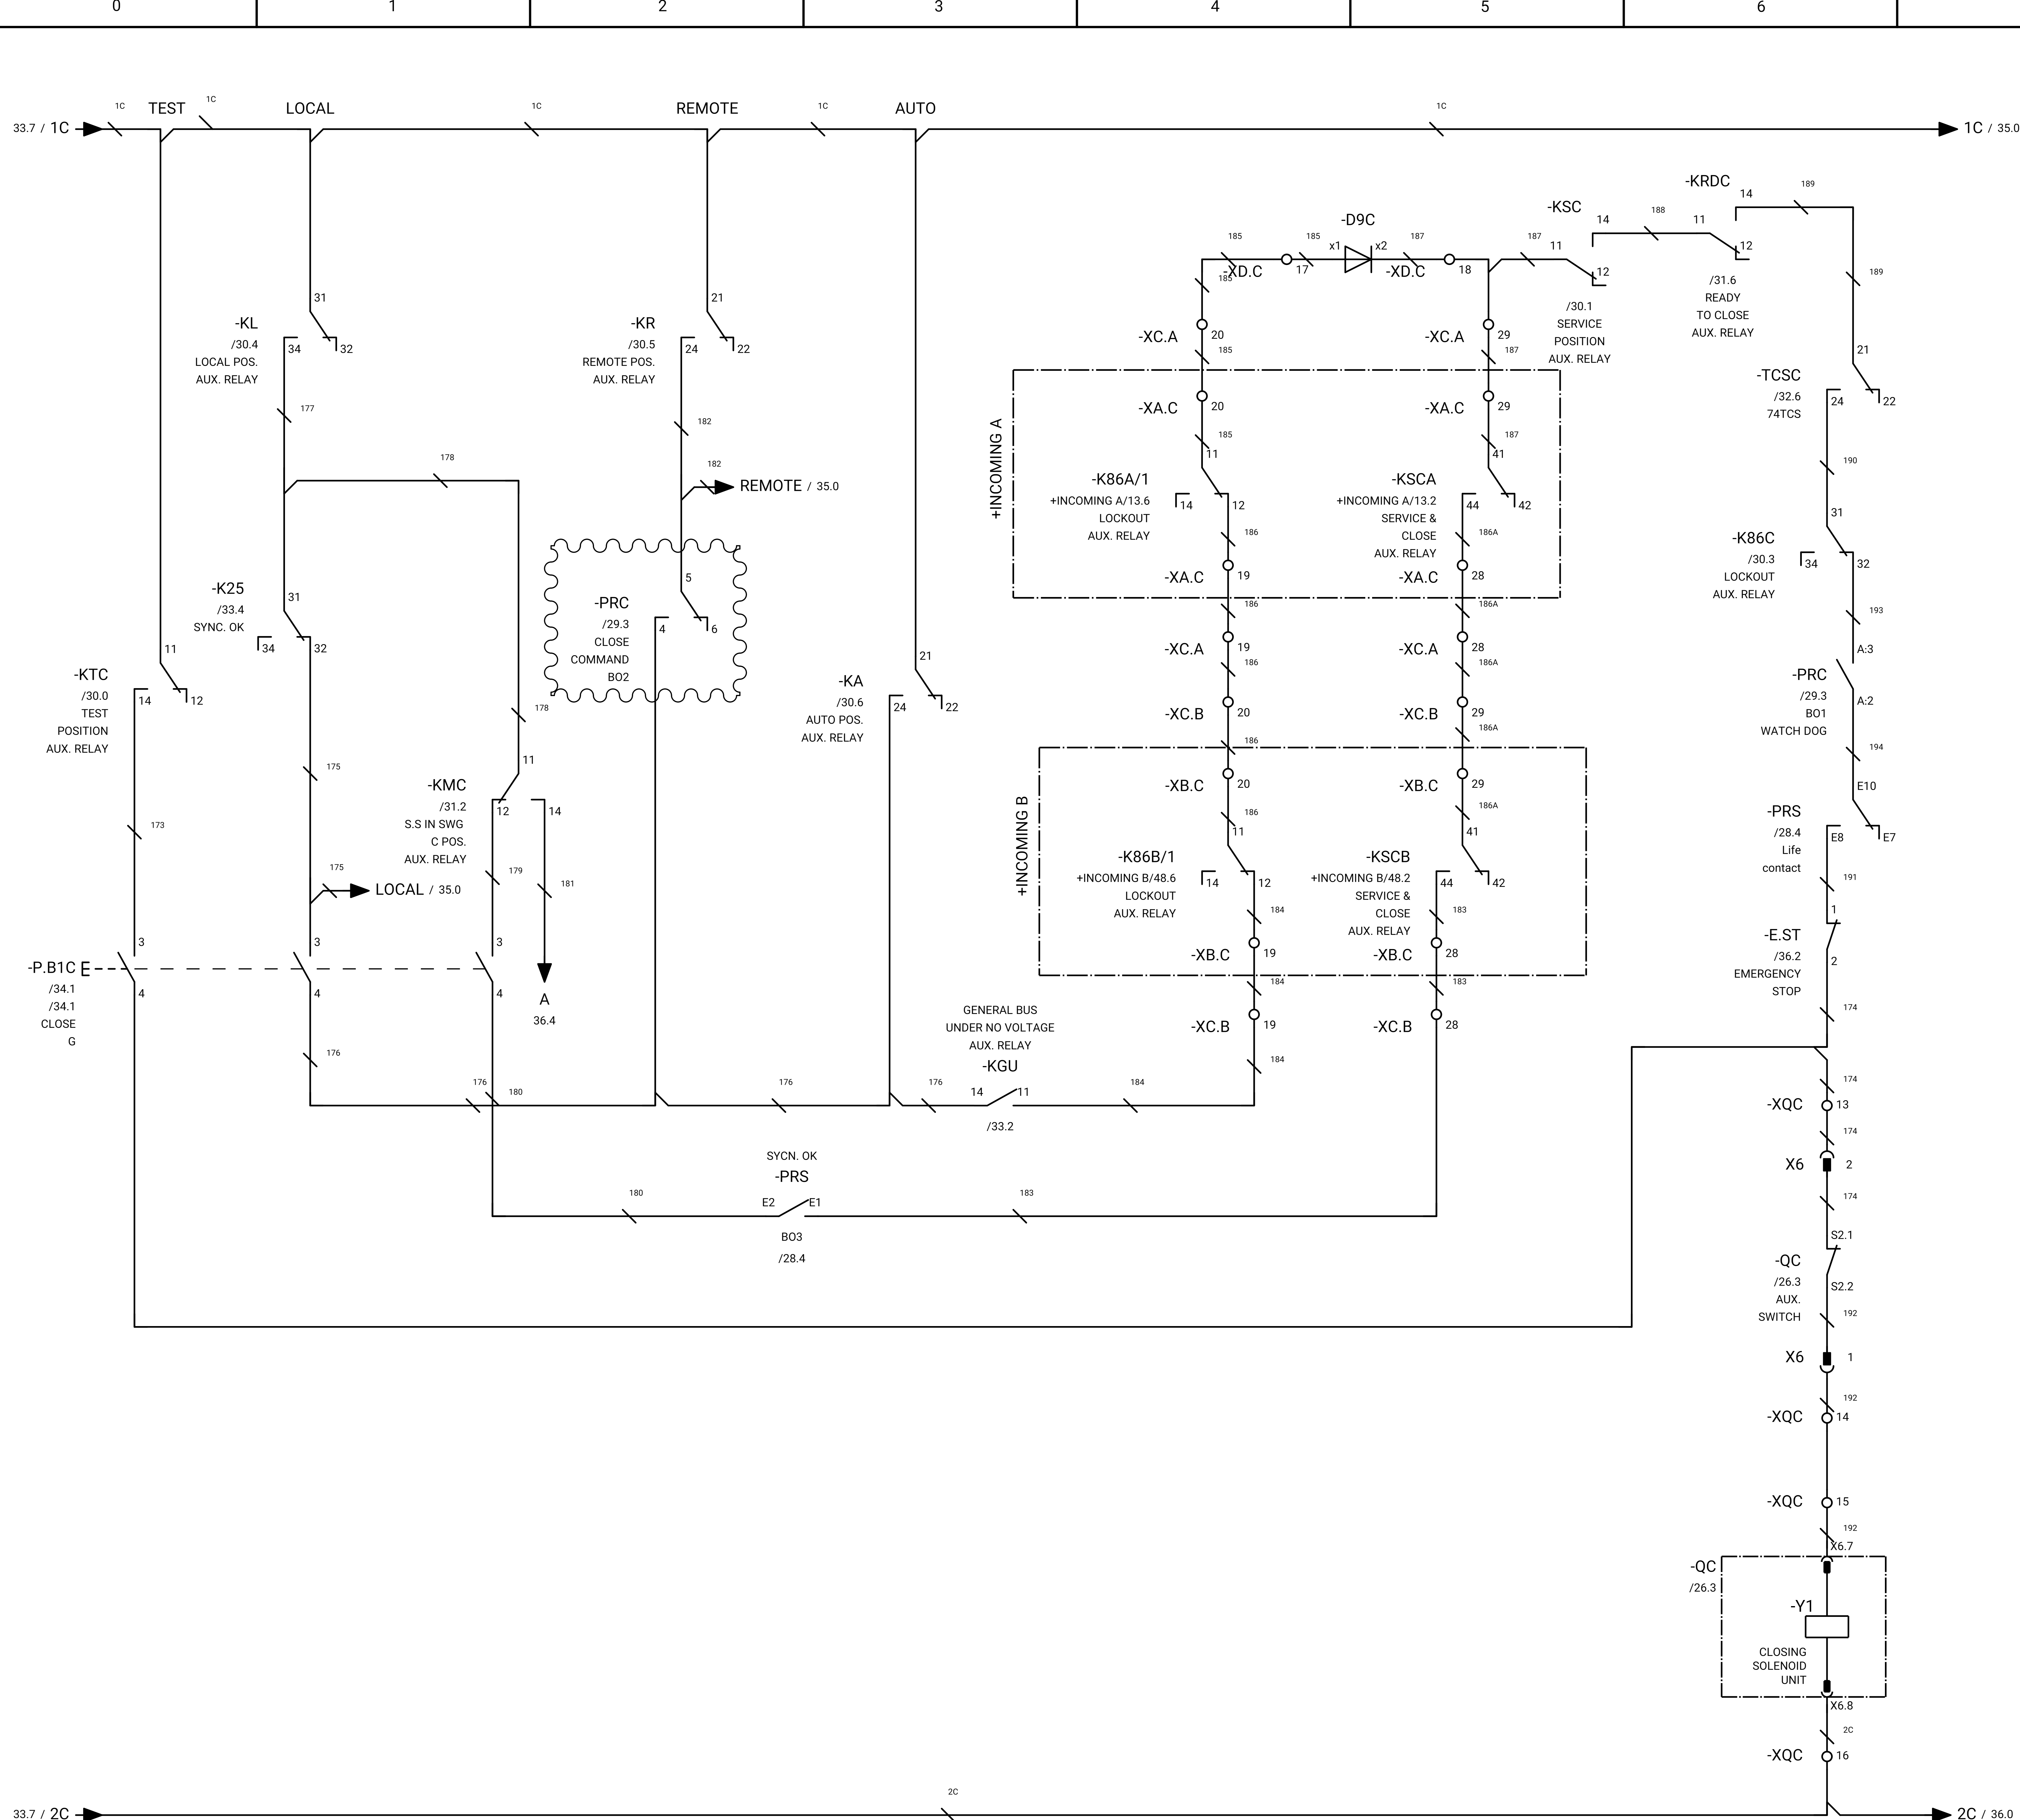 0 1 2 3 4 5 6
1C TEST 1C LOCAL 1C REMOTE 1C AUTO 1C
33.7 / 1C 1C / 35.0
-KRDC 14 189
-KSC 14 188 11
12
/31.6
READY
TO CLOSE
AUX. RELAY
-D9C
185 185 x1 x2 187 187 11
-XD.C 17 -XD.C 18 12
185
/30.1
SERVICE
POSITION
AUX. RELAY
189
31
-KL
/30.4
LOCAL POS.
AUX. RELAY
34 32
21
-KR
/30.5
REMOTE POS.
AUX. RELAY
24 22
-XC.A 20 -XC.A 29
185 187
21
-TCSC
/32.6
74TCS
24 22
177
182
182
REMOTE / 35.0
178
+INCOMING A
-XA.C 20 -XA.C 29
185 187
11 41
-K86A/1
+INCOMING A/13.6
LOCKOUT
AUX. RELAY
14 12
186
-KSCA
+INCOMING A/13.2
SERVICE &
CLOSE
AUX. RELAY
44 42
186A
-XA.C 19 -XA.C 28
186 186A
190
31
-K86C
/30.3
LOCKOUT
AUX. RELAY
34 32
193
-K25
/33.4
SYNC. OK
31
34 32
5
-PRC
/29.3
CLOSE
COMMAND
BO2
4 6
-XC.A 19 -XC.A 28
186 186A
-XC.B 20 -XC.B 29
186 186A
A:3
-PRC
/29.3
BO1
WATCH DOG
A:2
194
11
-KTC
/30.0
TEST
POSITION
AUX. RELAY
14 12
178
21
-KA
/30.6
AUTO POS.
AUX. RELAY
24 22
175
11
-KMC
/31.2
S.S IN SWG
C POS.
AUX. RELAY
12 14
173
179 181
+INCOMING B
-XB.C 20 -XB.C 29
186 186A
11 41
-K86B/1
+INCOMING B/48.6
LOCKOUT
AUX. RELAY
14 12
184
-KSCB
+INCOMING B/48.2
SERVICE &
CLOSE
AUX. RELAY
44 42
183
-XB.C 19 -XB.C 28
184 183
-XC.B 19 -XC.B 28
184
E10
-PRS
/28.4
Life
contact
E8 E7
191
1
-E.ST
/36.2
EMERGENCY
STOP
2
174
175
LOCAL / 35.0
3 3 3
-P.B1C
/34.1
/34.1
CLOSE
G
4 4 4
A
36.4
176
GENERAL BUS
UNDER NO VOLTAGE
AUX. RELAY
-KGU
176 180 176 176 14 11 184
/33.2
174
-XQC 13
174
X6 2
174
SYCN. OK
-PRS
180 E2 E1 183
BO3
/28.4
S2.1
-QC
/26.3
AUX.
SWITCH
S2.2
192
X6 1
192
-XQC 14
-XQC 15
192
X6.7
-QC
/26.3
-Y1
CLOSING
SOLENOID
UNIT
X6.8
2C
-XQC 16
2C
33.7 / 2C 2C / 36.0